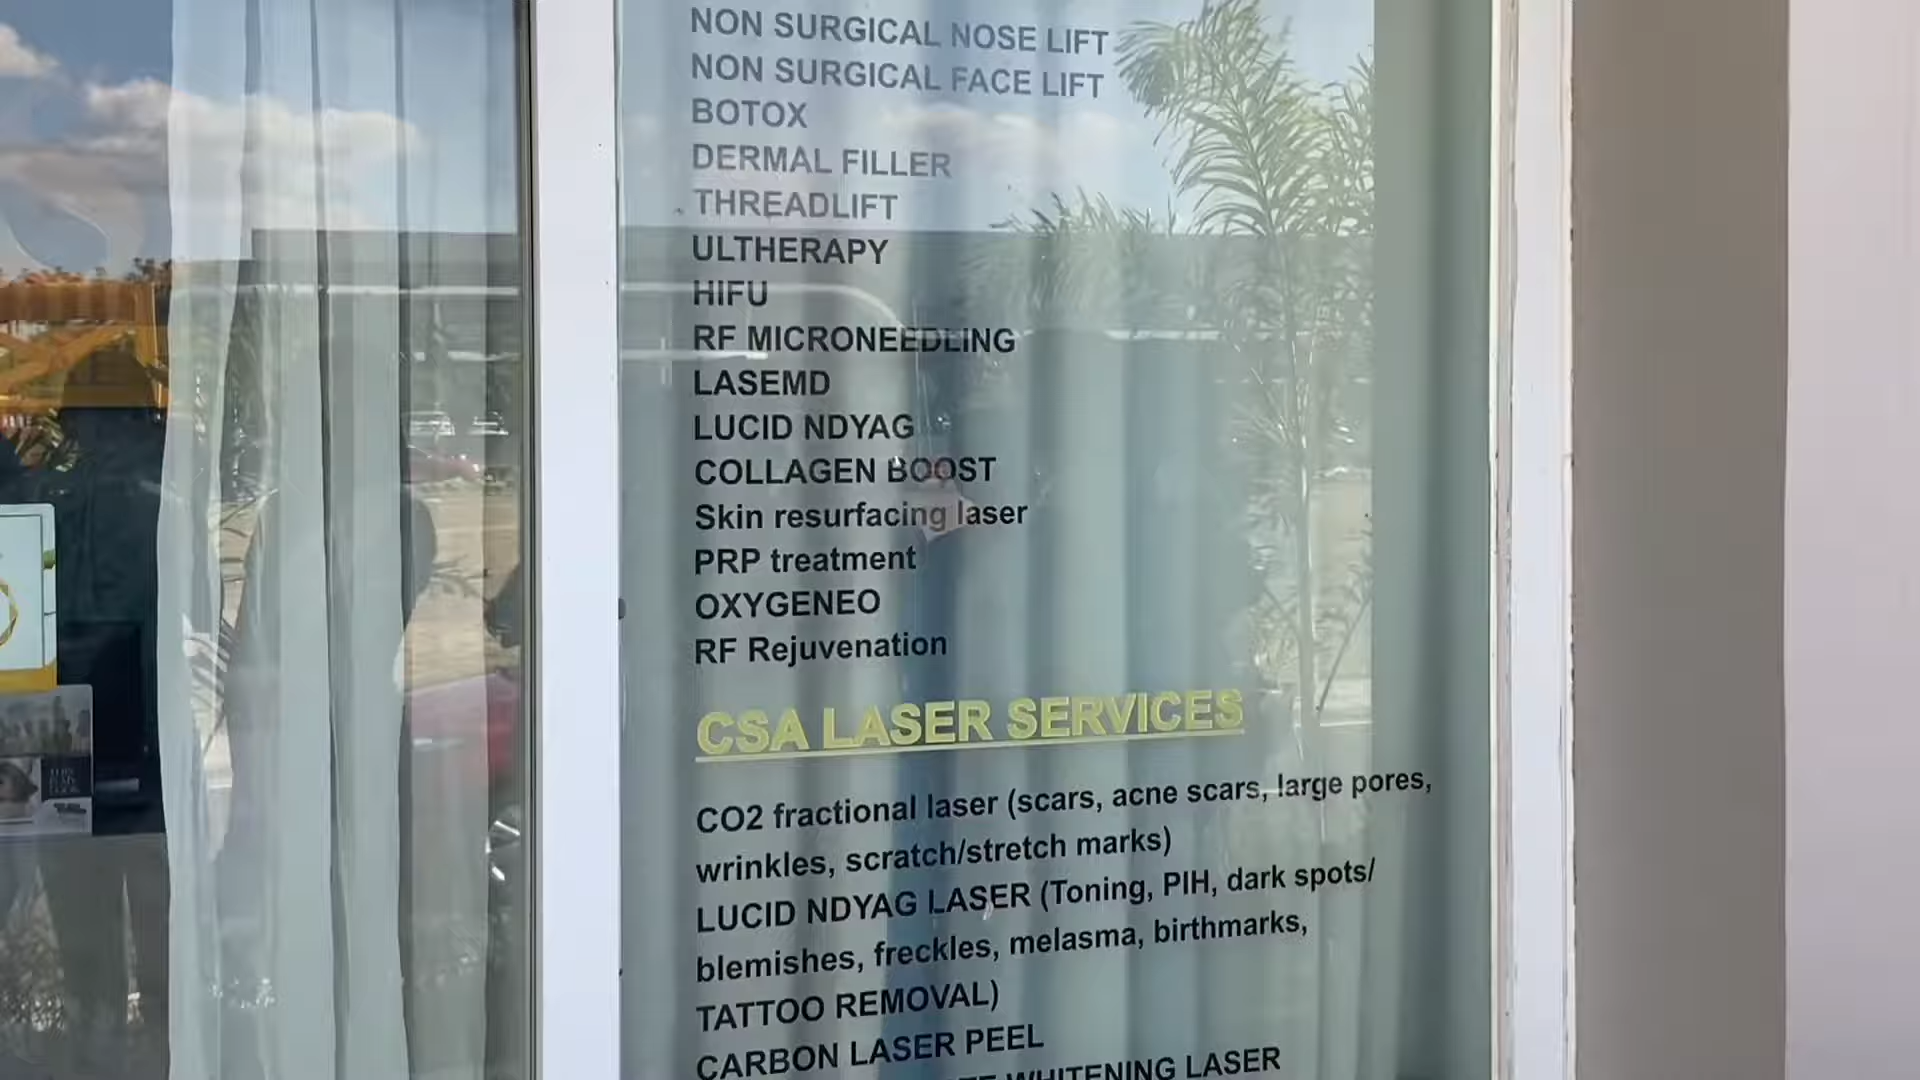 NON SURGICAL NOSE LIFT
NON SURGICAL FACE LIFT
BOTOX
DERMAL FILLER
THREADLIFT
ULTHERAPY
HIFU
RF MICRONEEDLING
LASEMD
LUCID NDYAG
COLLAGEN BOOST
Skin resurfacing laser
PRP treatment
OXYGENEO
RF Rejuvenation
CSA LASER SERVICES
CO2 fractional laser (scars, acne scars, large pores,
wrinkles, scratch/stretch marks)
LUCID NDYAG LASER (Toning, PIH, dark spots/
blemishes, freckles, melasma, birthmarks,
TATTOO REMOVAL)
CARBON LASER PEEL
WHITENING LASER